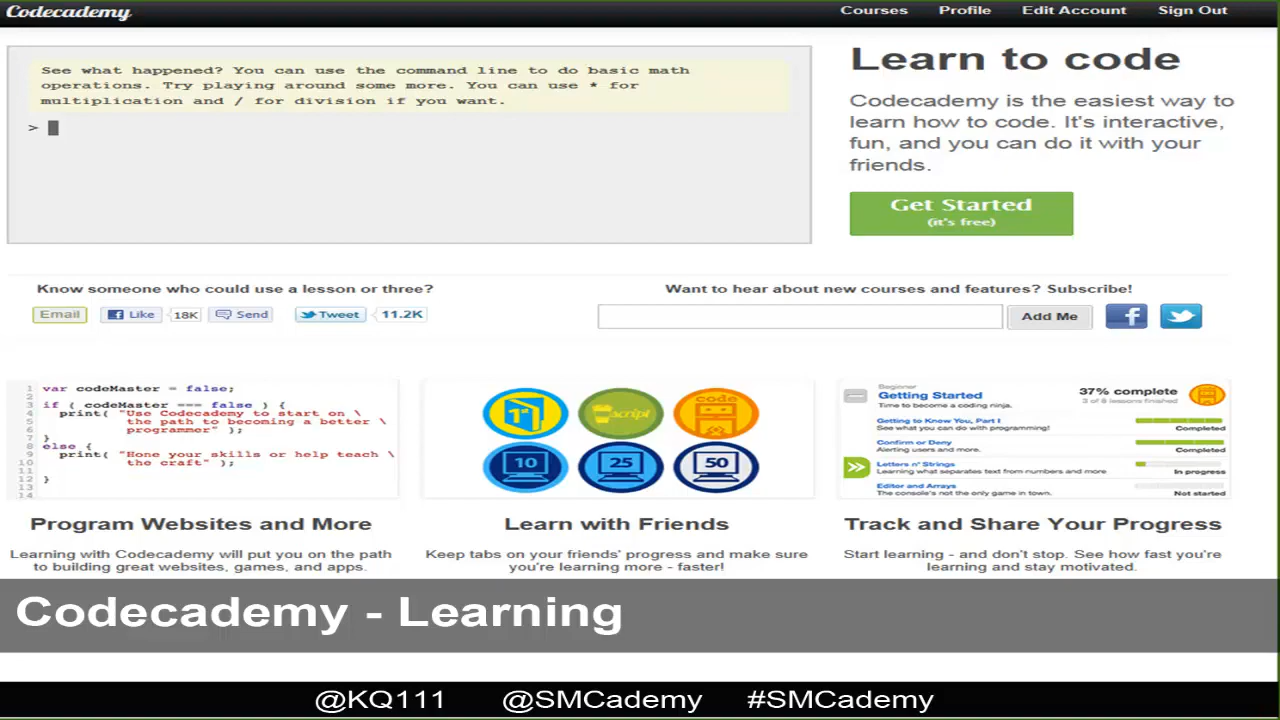 Codecademy
Courses Profile Edit Account Sign Out
See what happened? You can use the command line to do basic math
operations. Try playing around some more. You can use * for
multiplication and / for division if you want.
>
Learn to code
Codecademy is the easiest way to
learn how to code. It's interactive,
fun, and you can do it with your
friends.
Get Started
(it's free)
Know someone who could use a lesson or three?
Email Like 18K Send Tweet 11.2K
Want to hear about new courses and features? Subscribe!
Add Me
1 var codeMaster = false;
2
3 if ( codeMaster === false ) {
4 print( "Use Codecademy to start on \
5 the path to becoming a better \
6 programmer" );
7 }
8 else {
9 print( "Hone your skills or help teach \
10 the craft" );
11
12 }
13
14
1st script code
10 25 50
Beginner
Getting Started
Time to become a coding ninja.
37% complete
3 of 8 lessons finished
Getting to Know You, Part I
See what you can do with programming!
Completed
Confirm or Deny
Alerting users and more.
Completed
Letters n' Strings
Learning what separates text from numbers and more
In progress
Editor and Arrays
The console's not the only game in town.
Not started
Program Websites and More
Learning with Codecademy will put you on the path
to building great websites, games, and apps.
Learn with Friends
Keep tabs on your friends' progress and make sure
you're learning more - faster!
Track and Share Your Progress
Start learning - and don't stop. See how fast you're
learning and stay motivated.
Codecademy - Learning
@KQ111 @SMCademy #SMCademy